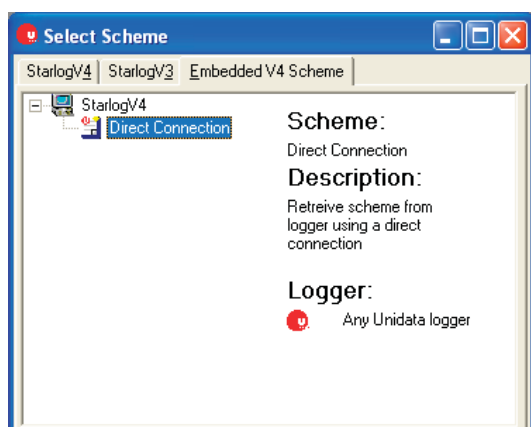 Select Scheme
StarlogV4 StarlogV3 Embedded V4 Scheme
StarlogV4
Direct Connection
Scheme:
Direct Connection
Description:
Retreive scheme from
logger using a direct
connection
Logger:
Any Unidata logger